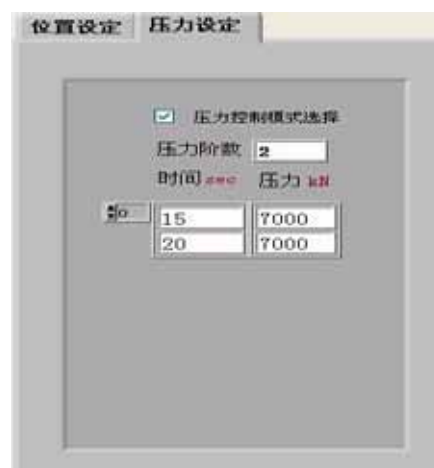 位置设定 压力设定
压力控制模式选择
压力阶数 2
时间 sec 压力 kN
0 15 7000
20 7000